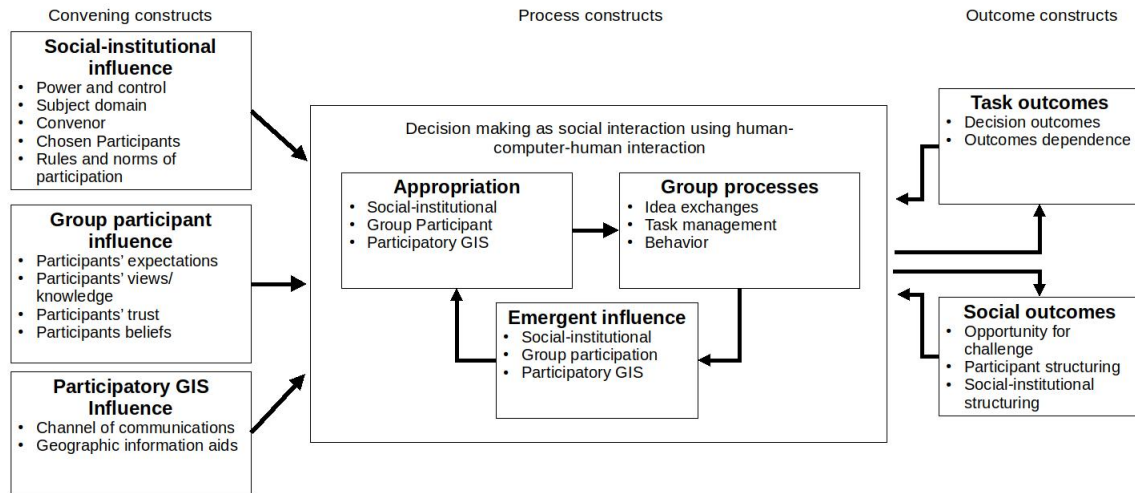 Convening constructs
Process constructs
Outcome constructs
Social-institutional
influence
• Power and control
• Subject domain
• Convenor
• Chosen Participants
• Rules and norms of
participation
Group participant
influence
• Participants' expectations
• Participants' views/
knowledge
• Participants' trust
• Participants beliefs
Participatory GIS
Influence
• Channel of communications
• Geographic information aids
Decision making as social interaction using human-
computer-human interaction
Appropriation
• Social-institutional
• Group Participant
• Participatory GIS
Group processes
• Idea exchanges
• Task management
• Behavior
Emergent influence
• Social-institutional
• Group participation
• Participatory GIS
Task outcomes
• Decision outcomes
• Outcomes dependence
Social outcomes
• Opportunity for
challenge
• Participant structuring
• Social-institutional
structuring